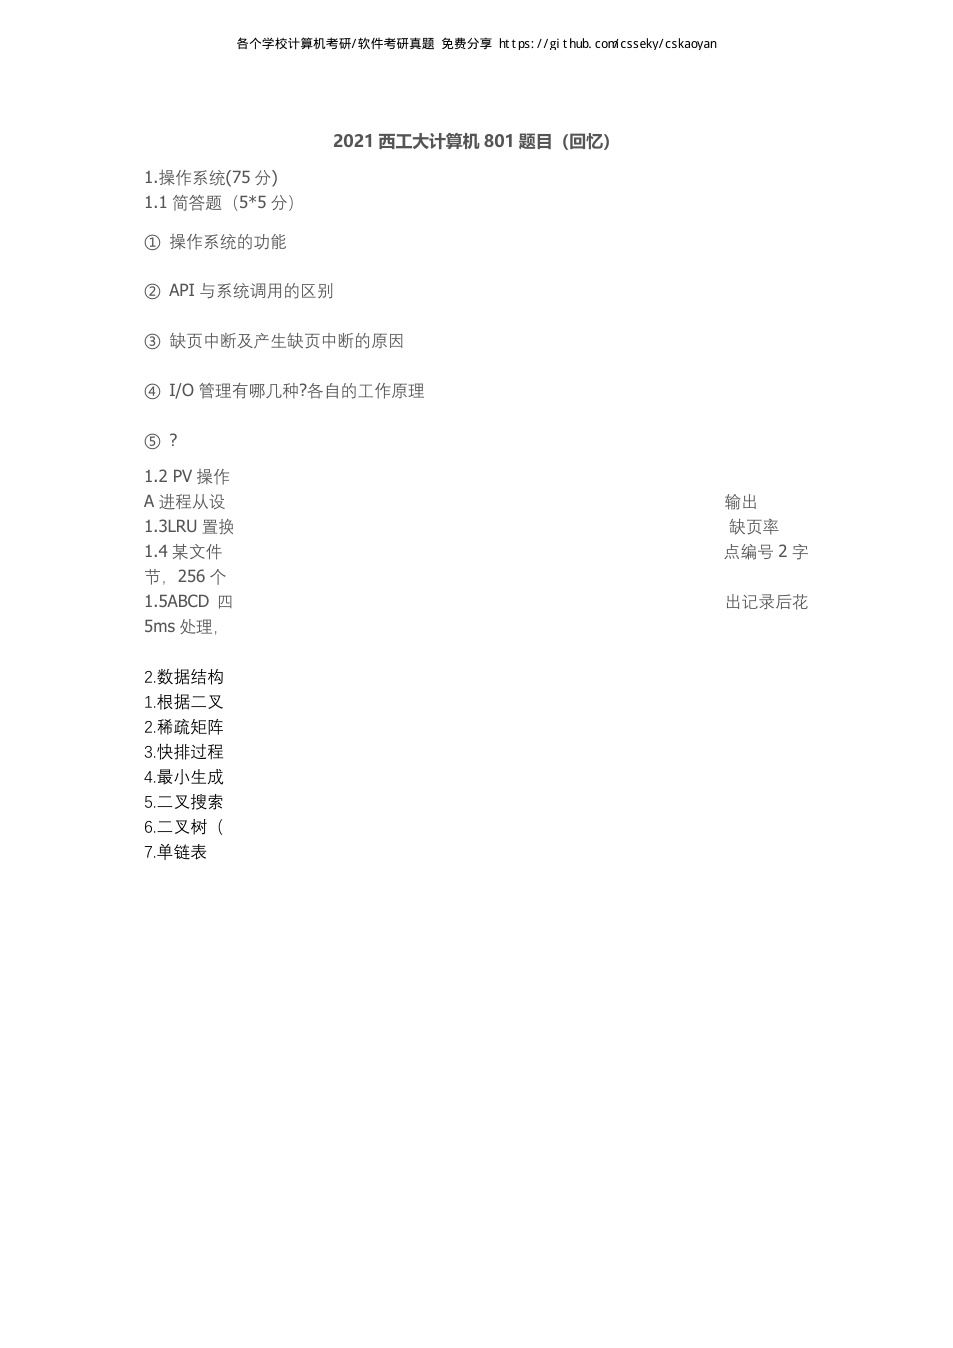 各个学校计算机考研/软件考研真题 免费分享 https://github.com/csseky/cskaoyan
2021 西工大计算机 801 题目（回忆）
1.操作系统(75 分)
1.1 简答题（5*5 分）
① 操作系统的功能
② API 与系统调用的区别
③ 缺页中断及产生缺页中断的原因
④ I/O 管理有哪几种?各自的工作原理
⑤ ?
1.2 PV 操作
A 进程从设 输出
1.3LRU 置换 缺页率
1.4 某文件 点编号 2 字
节，256 个
1.5ABCD 四 出记录后花
5ms 处理，
2.数据结构
1.根据二叉
2.稀疏矩阵
3.快排过程
4.最小生成
5.二叉搜索
6.二叉树（
7.单链表